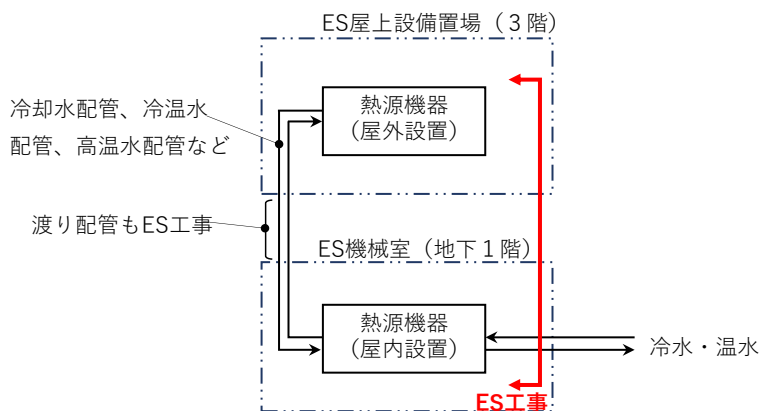 ES屋上設備置場（３階）
冷却水配管、冷温水
配管、高温水配管など
熱源機器
(屋外設置)
渡り配管もES工事
ES機械室（地下１階）
熱源機器
(屋内設置)
冷水・温水
ES工事